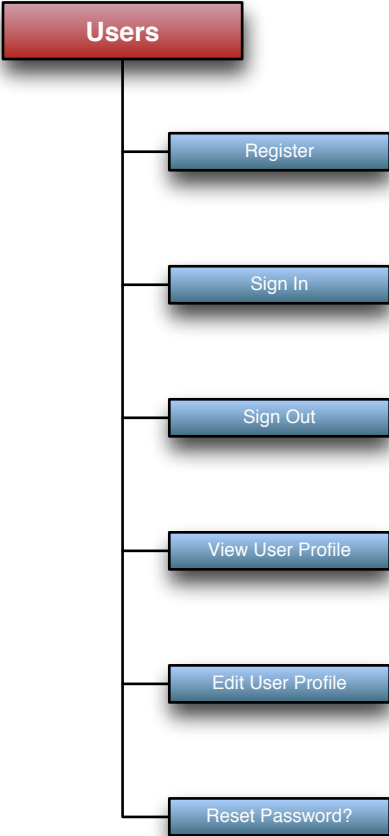 Users
Register
Sign In
Sign Out
View User Profile
Edit User Profile
Reset Password?